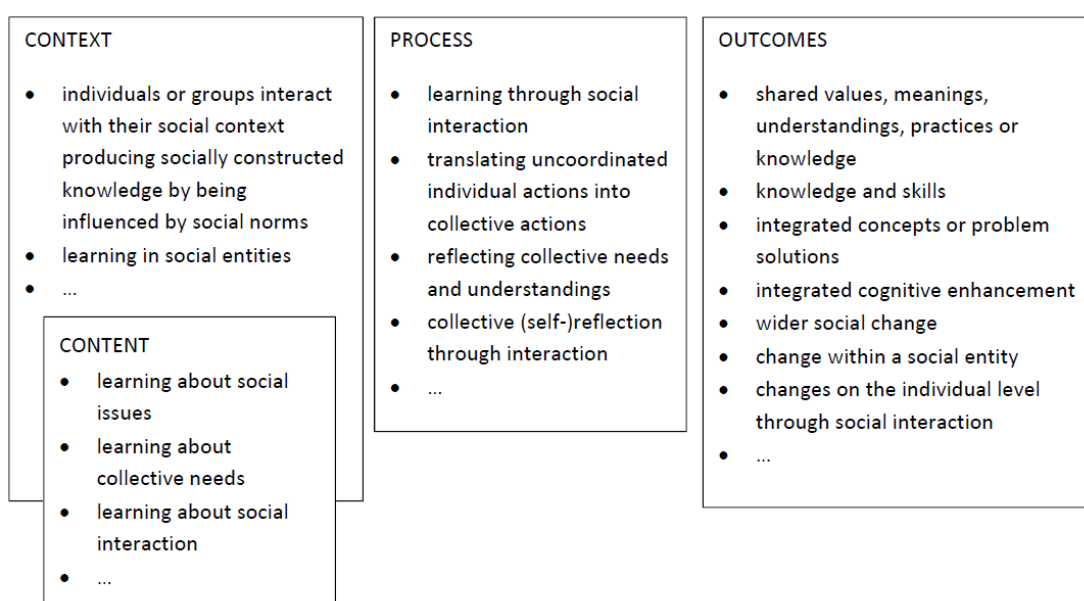 CONTEXT
• individuals or groups interact
with their social context
producing socially constructed
knowledge by being
influenced by social norms
• learning in social entities
• ...
CONTENT
• learning about social
issues
• learning about
collective needs
• learning about social
interaction
• ...
PROCESS
• learning through social
interaction
• translating uncoordinated
individual actions into
collective actions
• reflecting collective needs
and understandings
• collective (self-)reflection
through interaction
• ...
OUTCOMES
• shared values, meanings,
understandings, practices or
knowledge
• knowledge and skills
• integrated concepts or problem
solutions
• integrated cognitive enhancement
• wider social change
• change within a social entity
• changes on the individual level
through social interaction
• ...